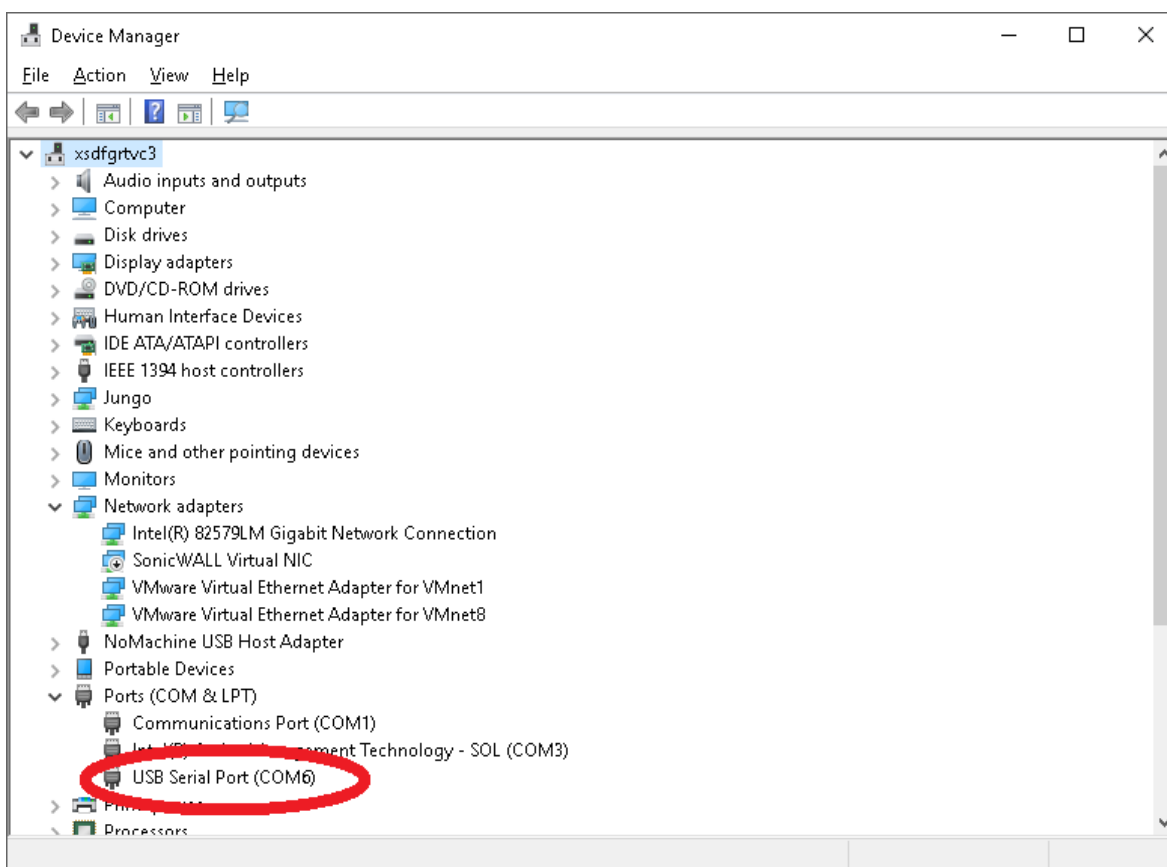 Device Manager
File Action View Help
xsdfgrtvc3
Audio inputs and outputs
Computer
Disk drives
Display adapters
DVD/CD-ROM drives
Human Interface Devices
IDE ATA/ATAPI controllers
IEEE 1394 host controllers
Jungo
Keyboards
Mice and other pointing devices
Monitors
Network adapters
Intel(R) 82579LM Gigabit Network Connection
SonicWALL Virtual NIC
VMware Virtual Ethernet Adapter for VMnet1
VMware Virtual Ethernet Adapter for VMnet8
NoMachine USB Host Adapter
Portable Devices
Ports (COM & LPT)
Communications Port (COM1)
Technology - SOL (COM3)
USB Serial Port (COM6)
Processors